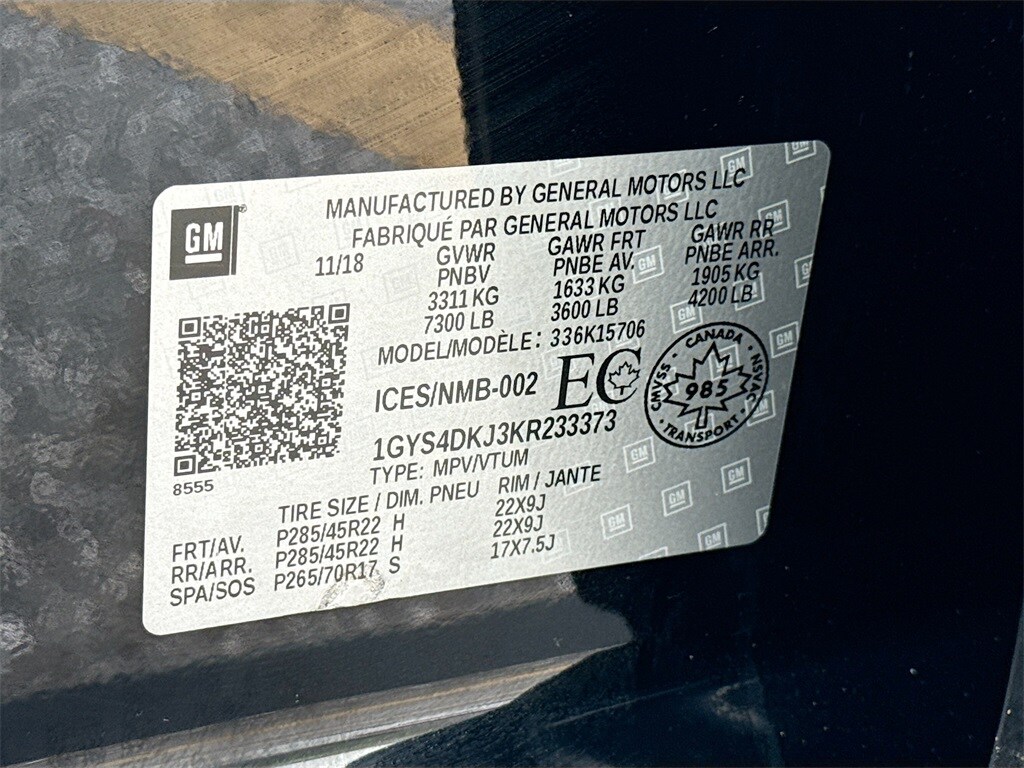 GM
MANUFACTURED BY GENERAL MOTORS LLC
FABRIQUÉ PAR GENERAL MOTORS LLC
11/18 GVWR GAWR FRT GAWR RR
PNBV PNBE AV. PNBE ARR.
3311 KG 1633 KG 1905 KG
7300 LB 3600 LB 4200 LB
MODEL/MODÈLE: 336K15706
ICES/NMB-002 EC
CANADA
CMVSS 985 NSVAC
TRANSPORT
1GYS4DKJ3KR233373
TYPE: MPV/VTUM
8555
TIRE SIZE / DIM. PNEU RIM / JANTE
FRT/AV. P285/45R22 H 22X9J
RR/ARR. P285/45R22 H 22X9J
SPA/SOS P265/70R17 S 17X7.5J